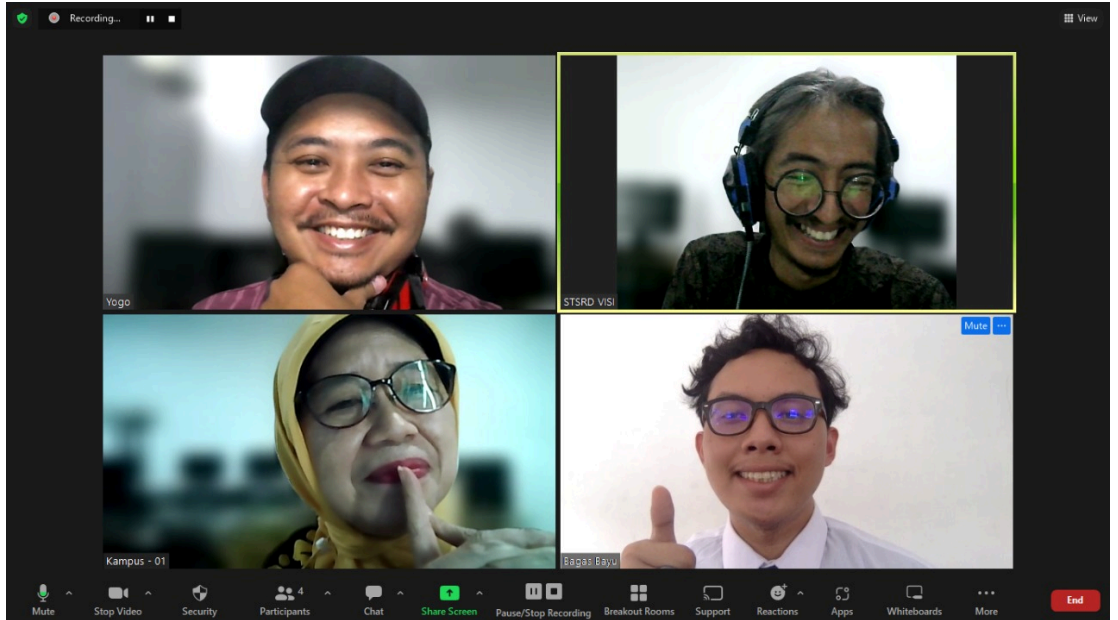 Recording...
View
Yogo
STSRD VISI
Mute
Kampus - 01
Bagas Bayu
4
Mute
Stop Video
Security
Participants
Chat
Share Screen
Pause/Stop Recording
Breakout Rooms
Support
Reactions
Apps
Whiteboards
More
End